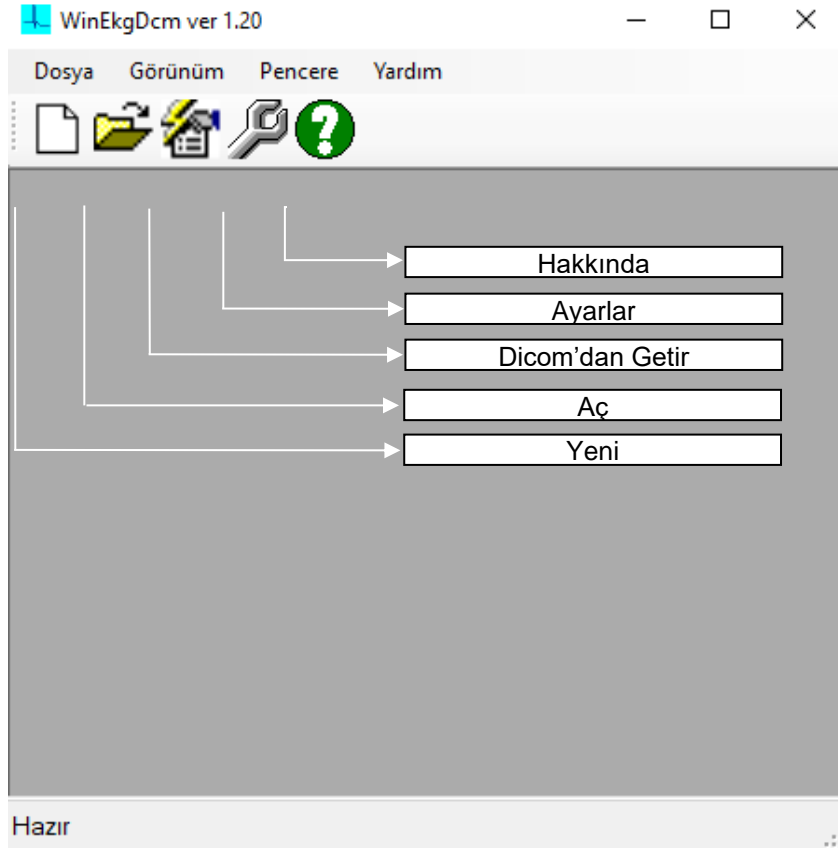 WinEkgDcm ver 1.20
Dosya Görünüm Pencere Yardım
Hakkında
Ayarlar
Dicom’dan Getir
Aç
Yeni
Hazır